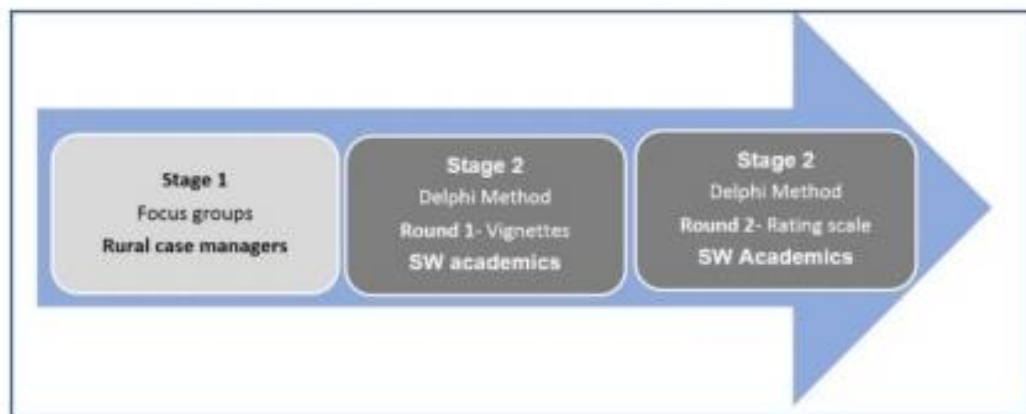 Stage 1
Focus groups
Rural case managers
Stage 2
Delphi Method
Round 1- Vignettes
SW academics
Stage 2
Delphi Method
Round 2- Rating scale
SW Academics